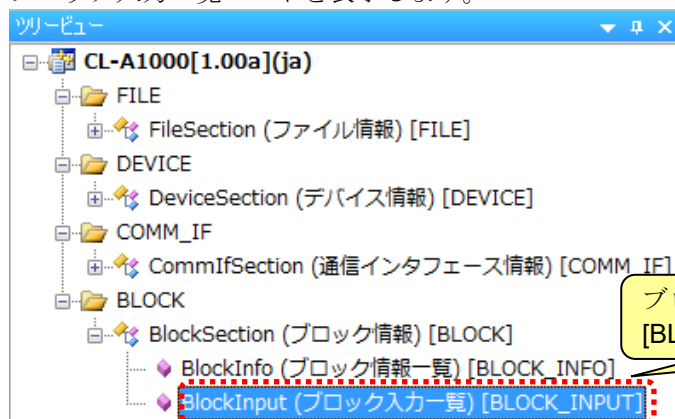 ツリービュー
CL-A1000[1.00a](ja)
FILE
FileSection (ファイル情報) [FILE]
DEVICE
DeviceSection (デバイス情報) [DEVICE]
COMM_IF
CommIfSection (通信インタフェース情報) [COMM_IF]
BLOCK
BlockSection (ブロック情報) [BLOCK]
BlockInfo (ブロック情報一覧) [BLOCK_INFO]
BlockInput (ブロック入力一覧) [BLOCK_INPUT]
[BL